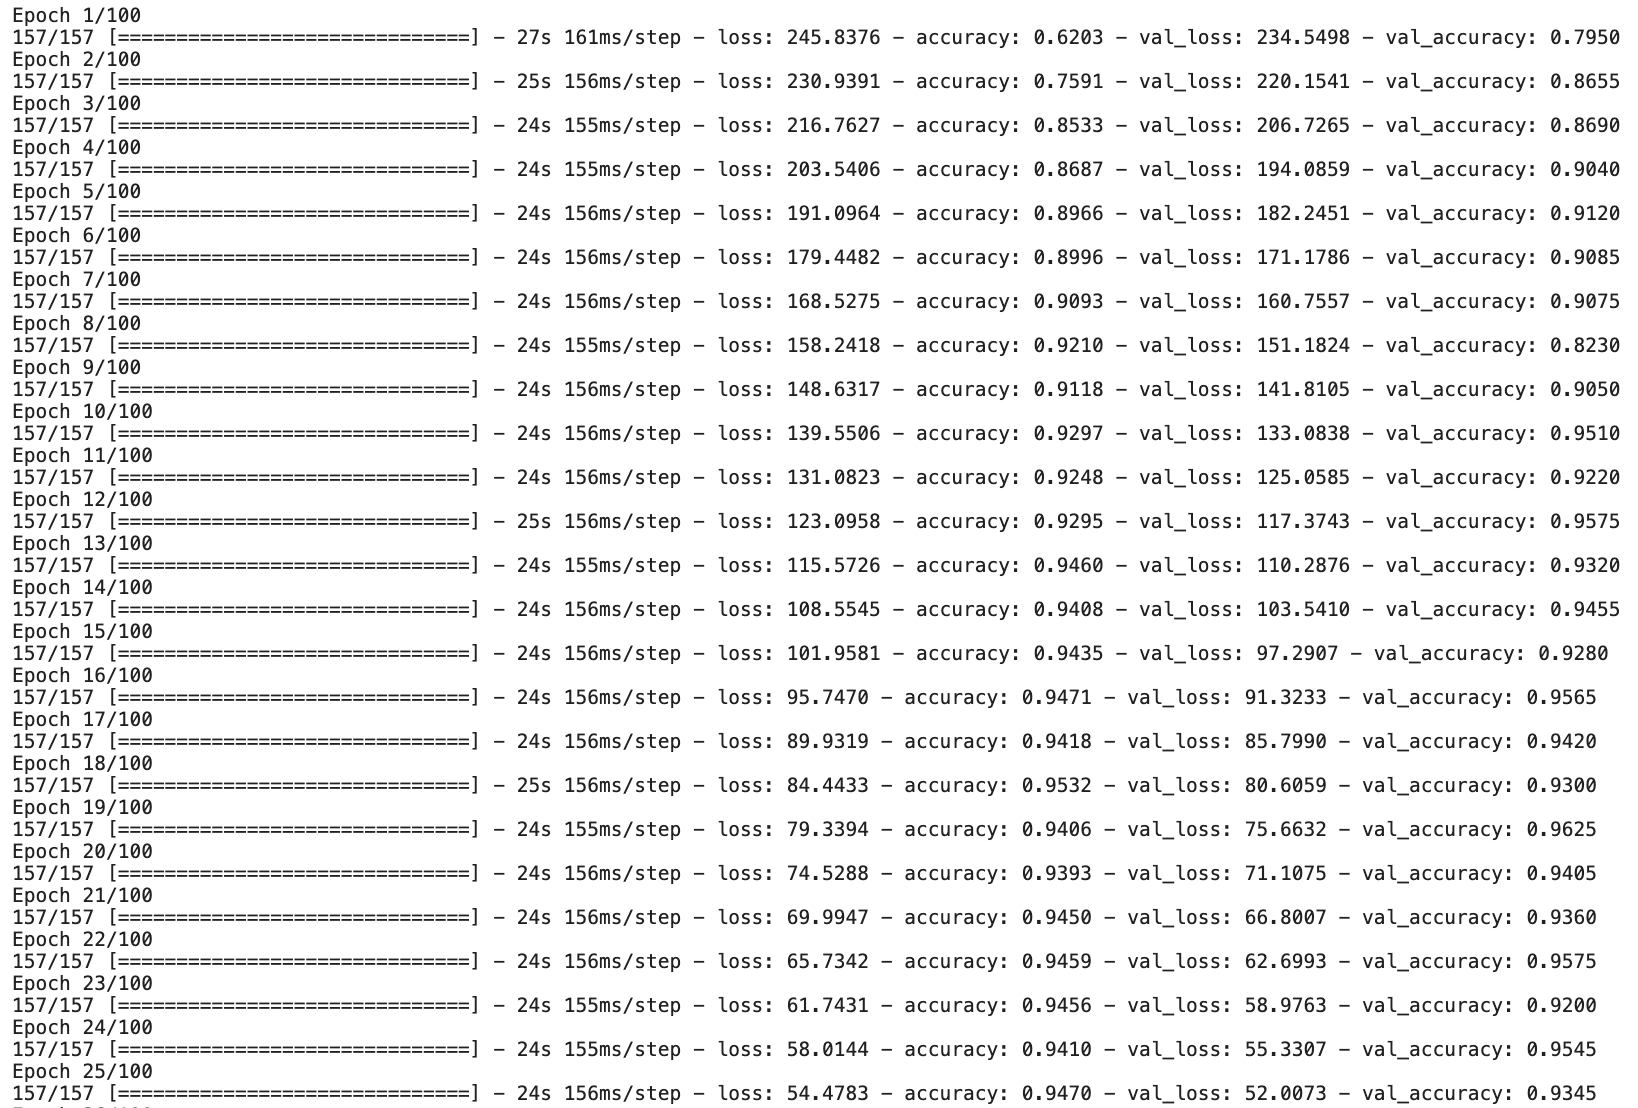 Epoch 1/100
157/157 [==============================] - 27s 161ms/step - loss: 245.8376 - accuracy: 0.6203 - val_loss: 234.5498 - val_accuracy: 0.7950
Epoch 2/100
157/157 [==============================] - 25s 156ms/step - loss: 230.9391 - accuracy: 0.7591 - val_loss: 220.1541 - val_accuracy: 0.8655
Epoch 3/100
157/157 [==============================] - 24s 155ms/step - loss: 216.7627 - accuracy: 0.8533 - val_loss: 206.7265 - val_accuracy: 0.8690
Epoch 4/100
157/157 [==============================] - 24s 155ms/step - loss: 203.5406 - accuracy: 0.8687 - val_loss: 194.0859 - val_accuracy: 0.9040
Epoch 5/100
157/157 [==============================] - 24s 156ms/step - loss: 191.0964 - accuracy: 0.8966 - val_loss: 182.2451 - val_accuracy: 0.9120
Epoch 6/100
157/157 [==============================] - 24s 156ms/step - loss: 179.4482 - accuracy: 0.8996 - val_loss: 171.1786 - val_accuracy: 0.9085
Epoch 7/100
157/157 [==============================] - 24s 156ms/step - loss: 168.5275 - accuracy: 0.9093 - val_loss: 160.7557 - val_accuracy: 0.9075
Epoch 8/100
157/157 [==============================] - 24s 155ms/step - loss: 158.2418 - accuracy: 0.9210 - val_loss: 151.1824 - val_accuracy: 0.8230
Epoch 9/100
157/157 [==============================] - 24s 156ms/step - loss: 148.6317 - accuracy: 0.9118 - val_loss: 141.8105 - val_accuracy: 0.9050
Epoch 10/100
157/157 [==============================] - 24s 156ms/step - loss: 139.5506 - accuracy: 0.9297 - val_loss: 133.0838 - val_accuracy: 0.9510
Epoch 11/100
157/157 [==============================] - 24s 156ms/step - loss: 131.0823 - accuracy: 0.9248 - val_loss: 125.0585 - val_accuracy: 0.9220
Epoch 12/100
157/157 [==============================] - 25s 156ms/step - loss: 123.0958 - accuracy: 0.9295 - val_loss: 117.3743 - val_accuracy: 0.9575
Epoch 13/100
157/157 [==============================] - 24s 155ms/step - loss: 115.5726 - accuracy: 0.9460 - val_loss: 110.2876 - val_accuracy: 0.9320
Epoch 14/100
157/157 [==============================] - 24s 156ms/step - loss: 108.5545 - accuracy: 0.9408 - val_loss: 103.5410 - val_accuracy: 0.9455
Epoch 15/100
157/157 [==============================] - 24s 156ms/step - loss: 101.9581 - accuracy: 0.9435 - val_loss: 97.2907 - val_accuracy: 0.9280
Epoch 16/100
157/157 [==============================] - 24s 156ms/step - loss: 95.7470 - accuracy: 0.9471 - val_loss: 91.3233 - val_accuracy: 0.9565
Epoch 17/100
157/157 [==============================] - 24s 156ms/step - loss: 89.9319 - accuracy: 0.9418 - val_loss: 85.7990 - val_accuracy: 0.9420
Epoch 18/100
157/157 [==============================] - 25s 156ms/step - loss: 84.4433 - accuracy: 0.9532 - val_loss: 80.6059 - val_accuracy: 0.9300
Epoch 19/100
157/157 [==============================] - 24s 155ms/step - loss: 79.3394 - accuracy: 0.9406 - val_loss: 75.6632 - val_accuracy: 0.9625
Epoch 20/100
157/157 [==============================] - 24s 156ms/step - loss: 74.5288 - accuracy: 0.9393 - val_loss: 71.1075 - val_accuracy: 0.9405
Epoch 21/100
157/157 [==============================] - 24s 156ms/step - loss: 69.9947 - accuracy: 0.9450 - val_loss: 66.8007 - val_accuracy: 0.9360
Epoch 22/100
157/157 [==============================] - 24s 156ms/step - loss: 65.7342 - accuracy: 0.9459 - val_loss: 62.6993 - val_accuracy: 0.9575
Epoch 23/100
157/157 [==============================] - 24s 155ms/step - loss: 61.7431 - accuracy: 0.9456 - val_loss: 58.9763 - val_accuracy: 0.9200
Epoch 24/100
157/157 [==============================] - 24s 155ms/step - loss: 58.0144 - accuracy: 0.9410 - val_loss: 55.3307 - val_accuracy: 0.9545
Epoch 25/100
157/157 [==============================] - 24s 156ms/step - loss: 54.4783 - accuracy: 0.9470 - val_loss: 52.0073 - val_accuracy: 0.9345